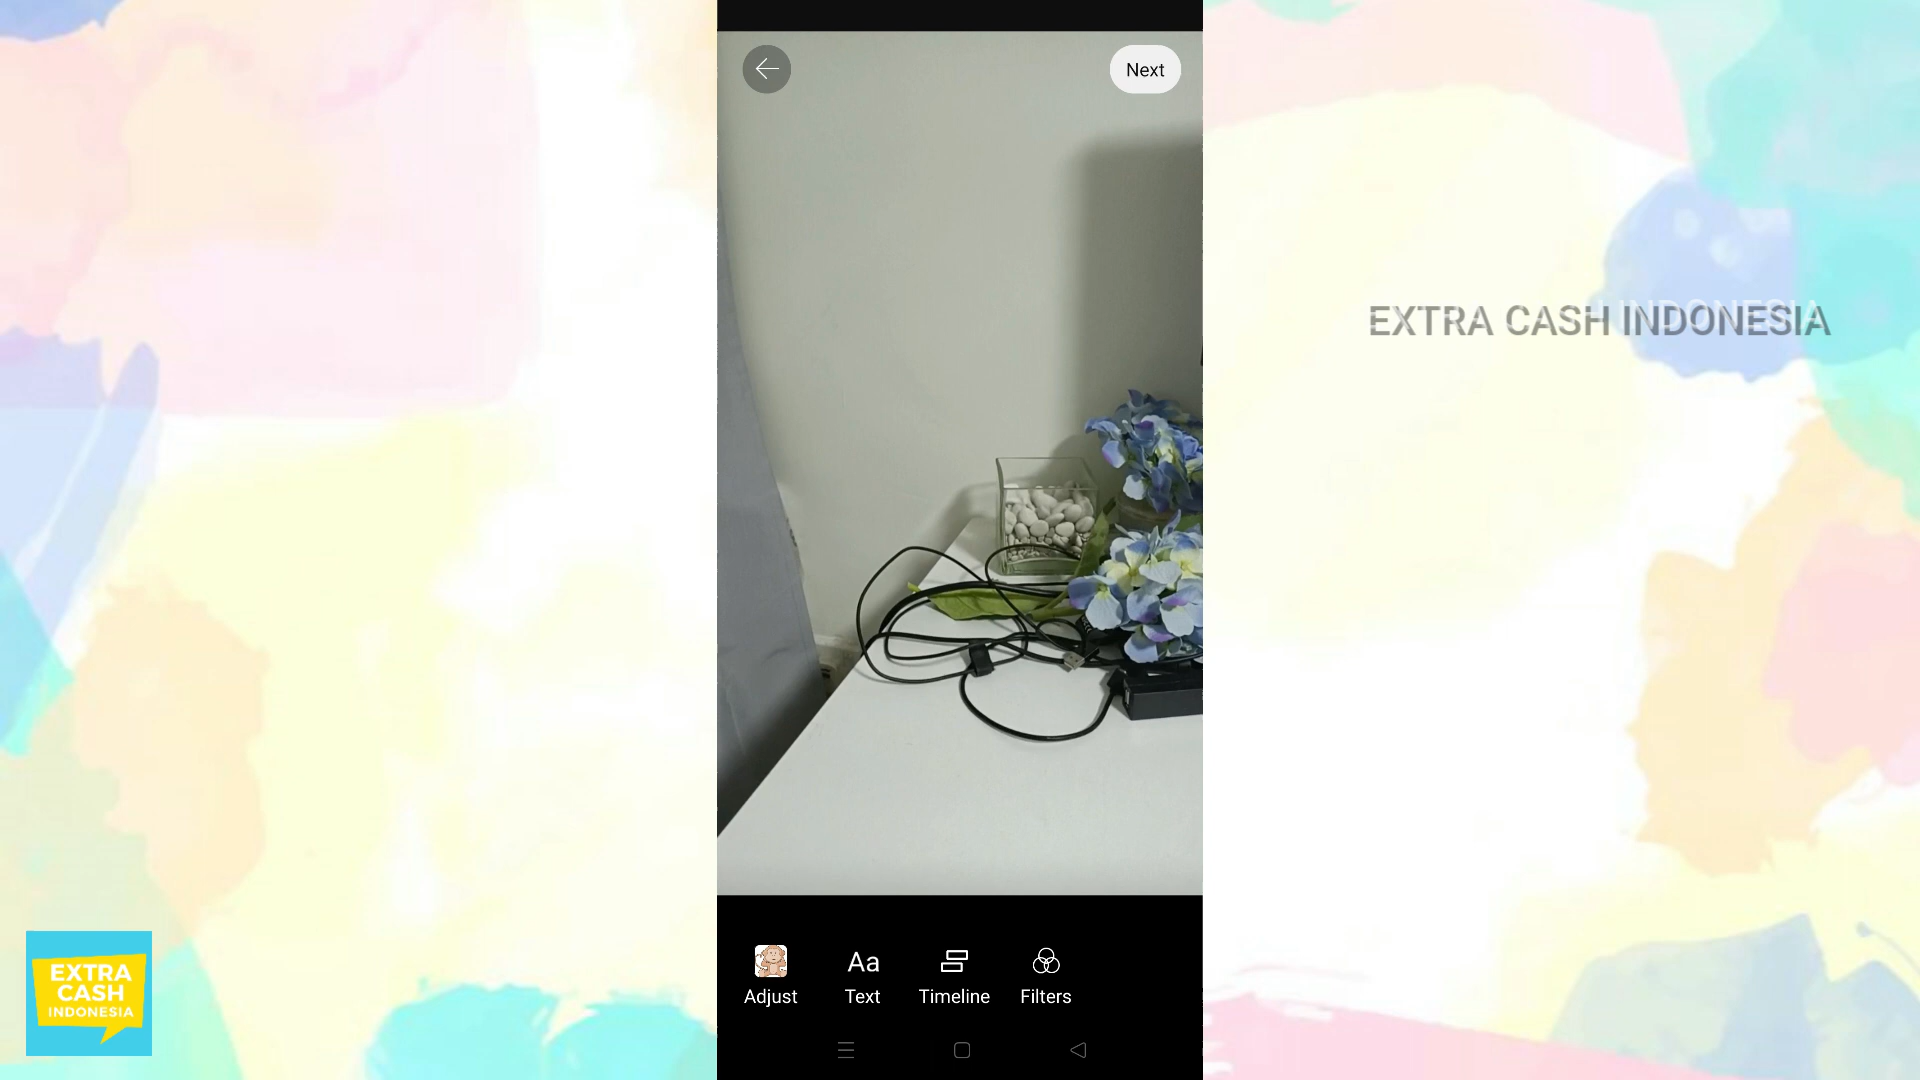 Next
EXTRA CASH INDONESIA
Adjust
Aa
Text
Timeline
Filters
EXTRA
CASH
INDONESIA